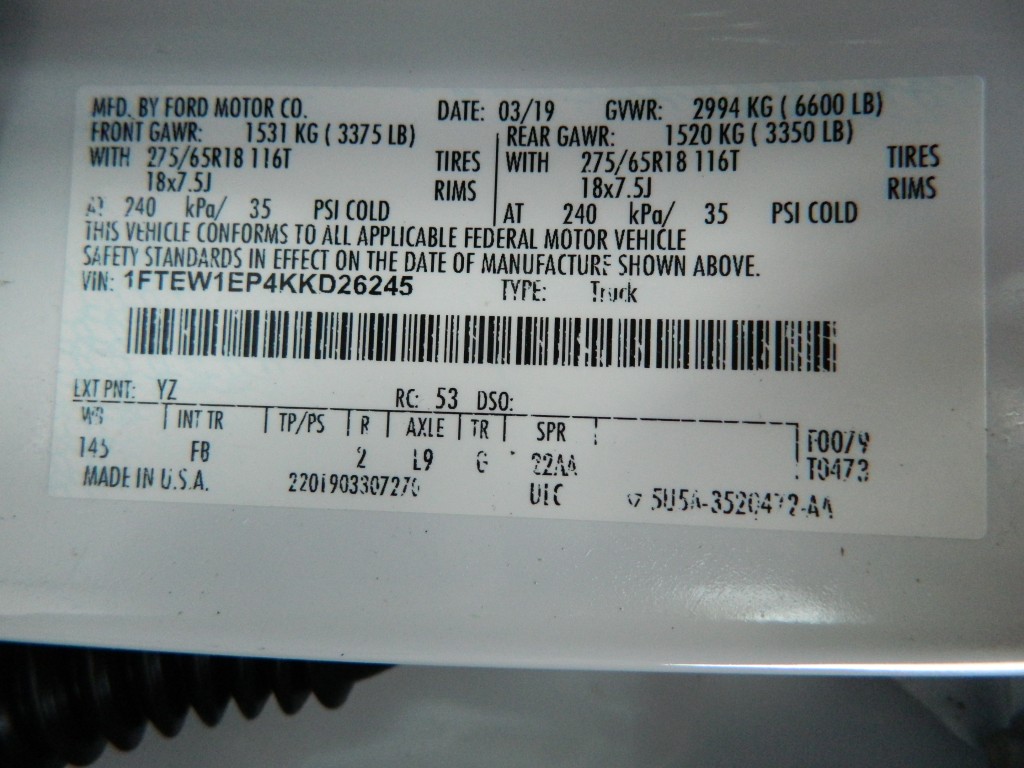 MFD. BY FORD MOTOR CO. DATE: 03/19 GVWR: 2994 KG ( 6600 LB)
FRONT GAWR: 1531 KG ( 3375 LB) REAR GAWR: 1520 KG ( 3350 LB)
WITH 275/65R18 116T TIRES WITH 275/65R18 116T TIRES
18x7.5J RIMS 18x7.5J RIMS
AT 240 kPa/ 35 PSI COLD AT 240 kPa/ 35 PSI COLD
THIS VEHICLE CONFORMS TO ALL APPLICABLE FEDERAL MOTOR VEHICLE
SAFETY STANDARDS IN EFFECT ON THE DATE OF MANUFACTURE SHOWN ABOVE.
VIN: 1FTEW1EP4KKD26245 TYPE: Truck
EXT PNT: YZ RC: 53 DSO:
WB INT TR TP/PS R AXLE TR SPR F0079
145 FB 2 L9 22AA T0473
MADE IN U.S.A. 220190330727 5U5A-3520472-AA